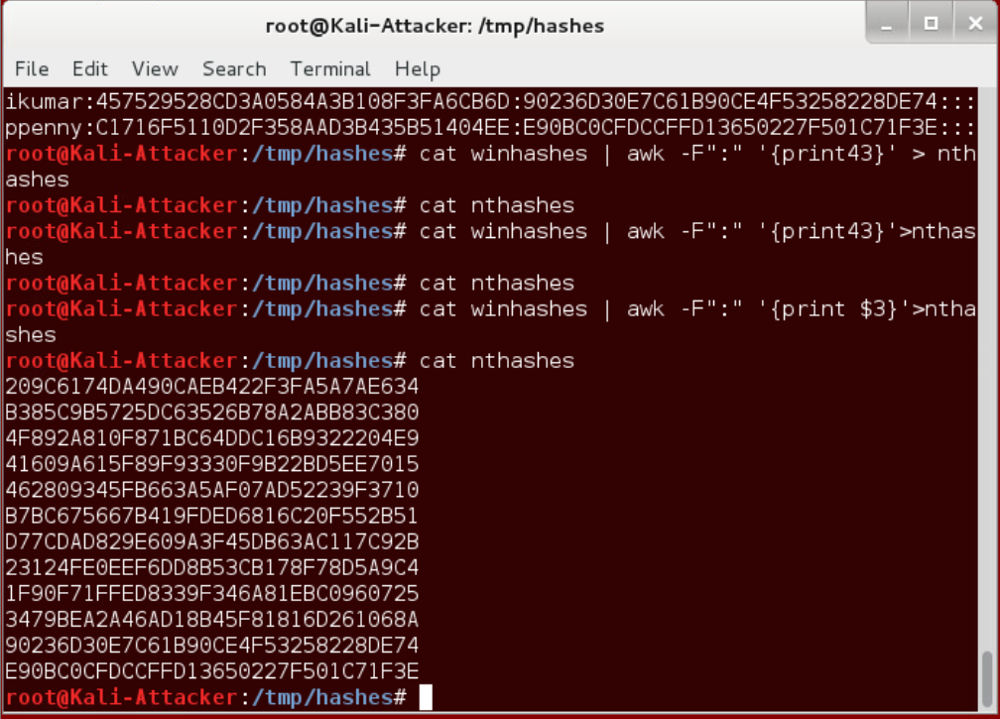 root@Kali-Attacker: /tmp/hashes
File Edit View Search Terminal Help
ikumar:457529528CD3A0584A3B108F3FA6CB6D:90236D30E7C61B90CE4F53258228DE74:::
ppenny:C1716F5110D2F358AAD3B435B51404EE:E90BC0CFDCCFFD13650227F501C71F3E:::
root@Kali-Attacker:/tmp/hashes# cat winhashes | awk -F":" '{print43}' > nth
ashes
root@Kali-Attacker:/tmp/hashes# cat nthashes
root@Kali-Attacker:/tmp/hashes# cat winhashes | awk -F":" '{print43}'>nthas
hes
root@Kali-Attacker:/tmp/hashes# cat nthashes
root@Kali-Attacker:/tmp/hashes# cat winhashes | awk -F":" '{print $3}'>ntha
shes
root@Kali-Attacker:/tmp/hashes# cat nthashes
209C6174DA490CAEB422F3FA5A7AE634
B385C9B5725DC63526B78A2ABB83C380
4F892A810F871BC64DDC16B9322204E9
41609A615F89F93330F9B22BD5EE7015
462809345FB663A5AF07AD52239F3710
B7BC675667B419FDED6816C20F552B51
D77CDAD829E609A3F45DB63AC117C92B
23124FE0EEF6DD8B53CB178F78D5A9C4
1F90F71FFED8339F346A81EBC0960725
3479BEA2A46AD18B45F81816D261068A
90236D30E7C61B90CE4F53258228DE74
E90BC0CFDCCFFD13650227F501C71F3E
root@Kali-Attacker:/tmp/hashes#